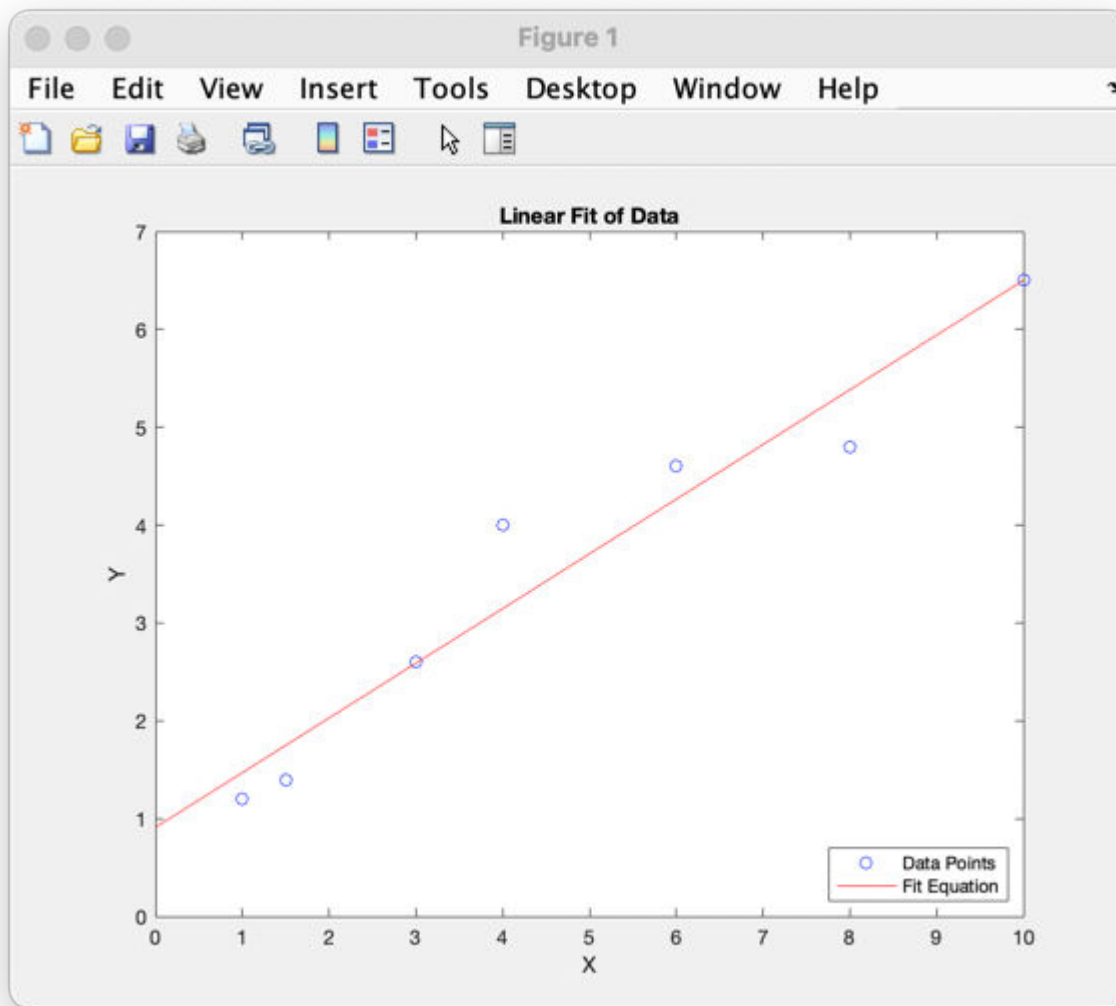 Figure 1
File Edit View Insert Tools Desktop Window Help
Linear Fit of Data
7
6
5
4
3
2
1
0
Y
Data Points
Fit Equation
0 1 2 3 4 5 6 7 8 9 10
X